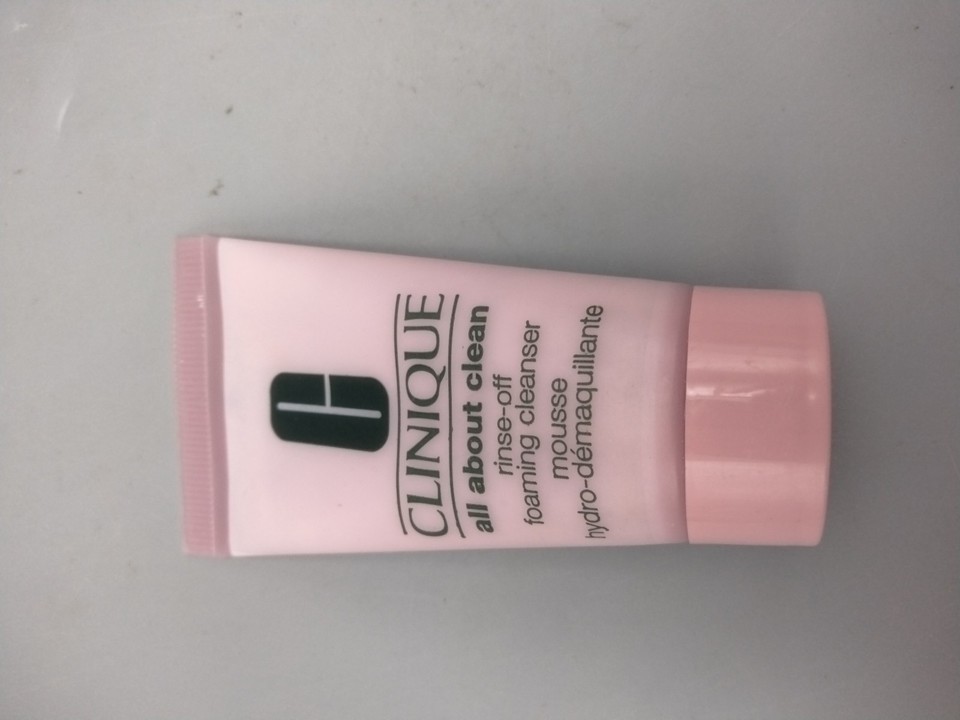 CLINIQUE
all about clean
rinse-off
foaming cleanser
mousse
hydro-démaquillante